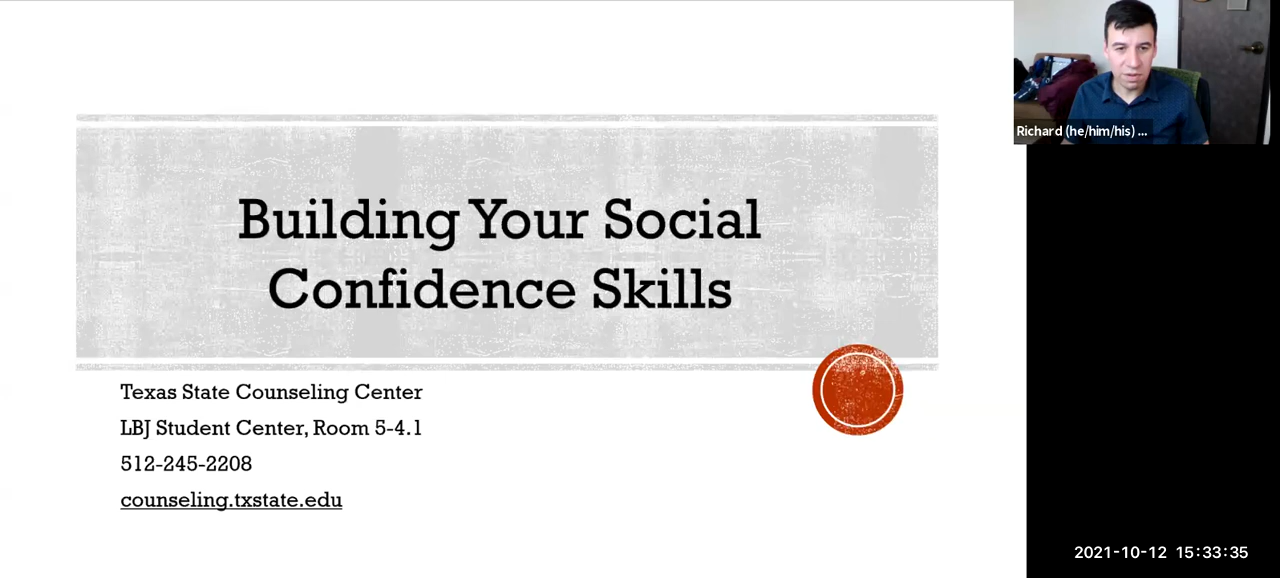 Building Your Social
Confidence Skills
Texas State Counseling Center
LBJ Student Center, Room 5-4.1
512-245-2208
counseling.txstate.edu
Richard (he/him/his) ...
2021-10-12 15:33:35